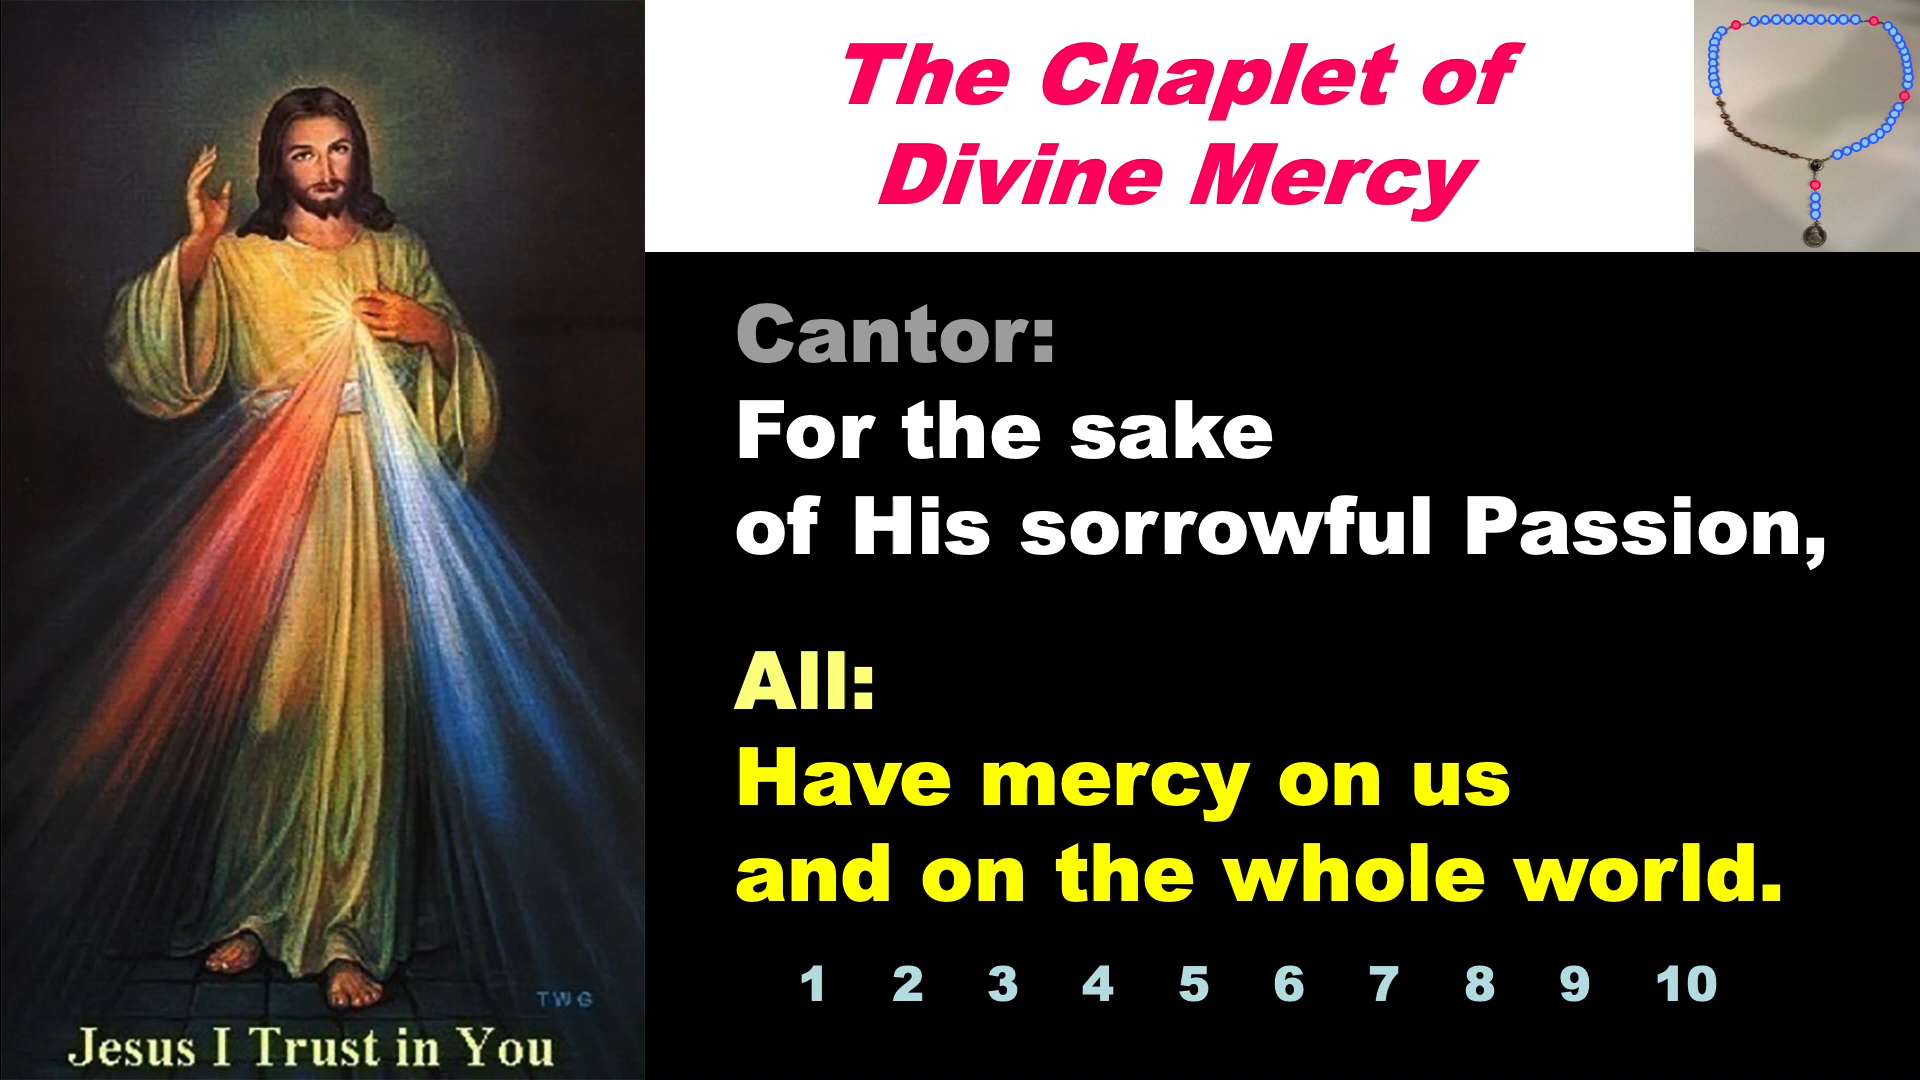 The Chaplet of
Divine Mercy
Cantor:
For the sake
of His sorrowful Passion,
All:
Have mercy on us
and on the whole world.
1 2 3 4 5 6 7 8 9 10
TWG
Jesus I Trust in You